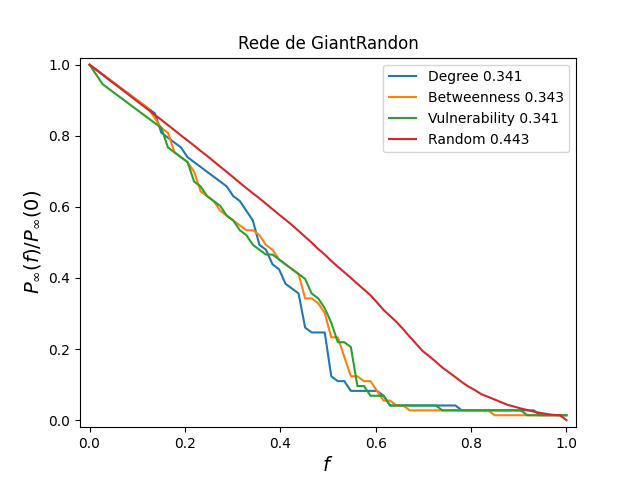 Rede de GiantRandon
Degree 0.341
Betweenness 0.343
Vulnerability 0.341
Random 0.443
P∞(f)/P∞(0)
1.0
0.8
0.6
0.4
0.2
0.0
0.0 0.2 0.4 0.6 0.8 1.0
f